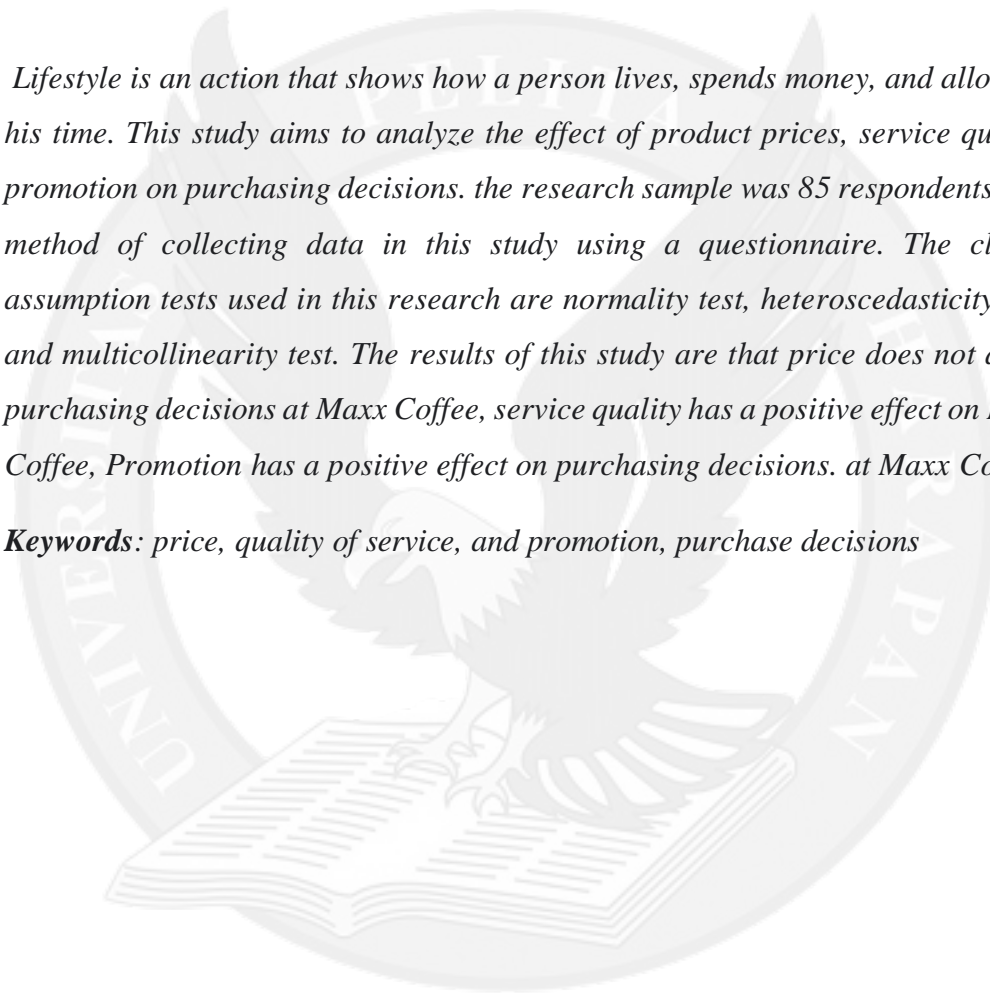 Lifestyle is an action that shows how a person lives, spends money, and allo
his time. This study aims to analyze the effect of product prices, service qu
promotion on purchasing decisions. the research sample was 85 respondents
method of collecting data in this study using a questionnaire. The cl
assumption tests used in this research are normality test, heteroscedasticity
and multicollinearity test. The results of this study are that price does not a
purchasing decisions at Maxx Coffee, service quality has a positive effect on
Coffee, Promotion has a positive effect on purchasing decisions. at Maxx Co
Keywords: price, quality of service, and promotion, purchase decisions
UNIVERSITAS PELITA HARAPAN